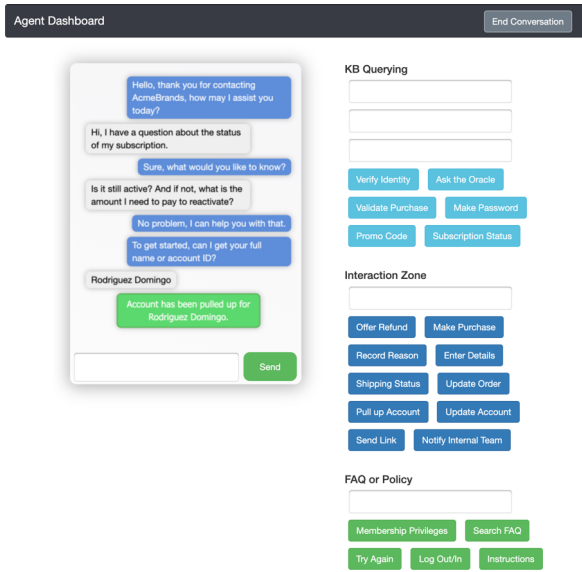 Agent Dashboard
End Conversation
Hello, thank you for contacting
AcmeBrands, how may I assist you
today?
Hi, I have a question about the status
of my subscription.
Sure, what would you like to know?
Is it still active? And if not, what is the
amount I need to pay to reactivate?
No problem, I can help you with that.
To get started, can I get your full
name or account ID?
Rodriguez Domingo
Account has been pulled up for
Rodriguez Domingo.
Send
KB Querying
Verify Identity
Ask the Oracle
Validate Purchase
Make Password
Promo Code
Subscription Status
Interaction Zone
Offer Refund
Make Purchase
Record Reason
Enter Details
Shipping Status
Update Order
Pull up Account
Update Account
Send Link
Notify Internal Team
FAQ or Policy
Membership Privileges
Search FAQ
Try Again
Log Out/In
Instructions